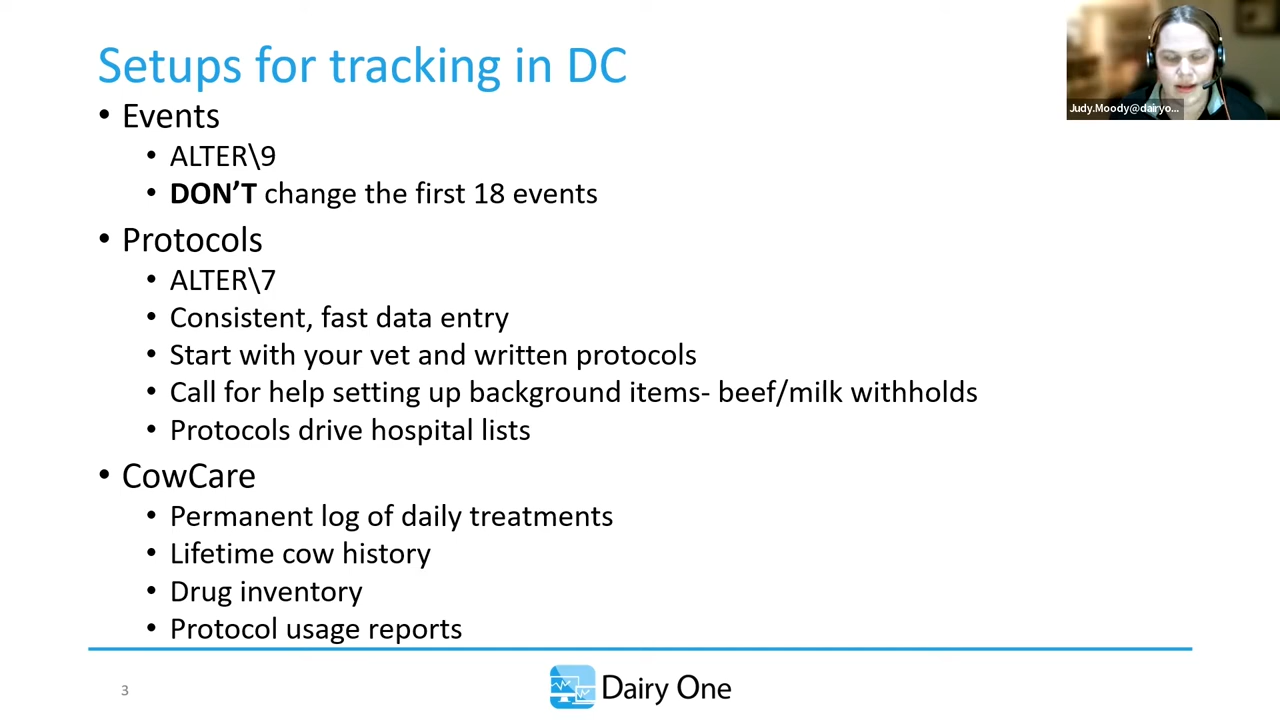 Setups for tracking in DC
Judy.Moody@dairyo...
• Events
• ALTER\9
• DON’T change the first 18 events
• Protocols
• ALTER\7
• Consistent, fast data entry
• Start with your vet and written protocols
• Call for help setting up background items- beef/milk withholds
• Protocols drive hospital lists
• CowCare
• Permanent log of daily treatments
• Lifetime cow history
• Drug inventory
• Protocol usage reports
3
Dairy One